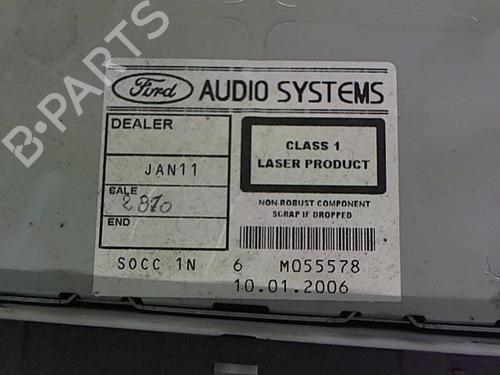 B-PARTS
Ford AUDIO SYSTEMS
DEALER
JAN11
SALE
2810
END
CLASS 1
LASER PRODUCT
NON ROBUST COMPONENT
SCRAP IF DROPPED
SOCC 1N 6 M055578
10.01.2006